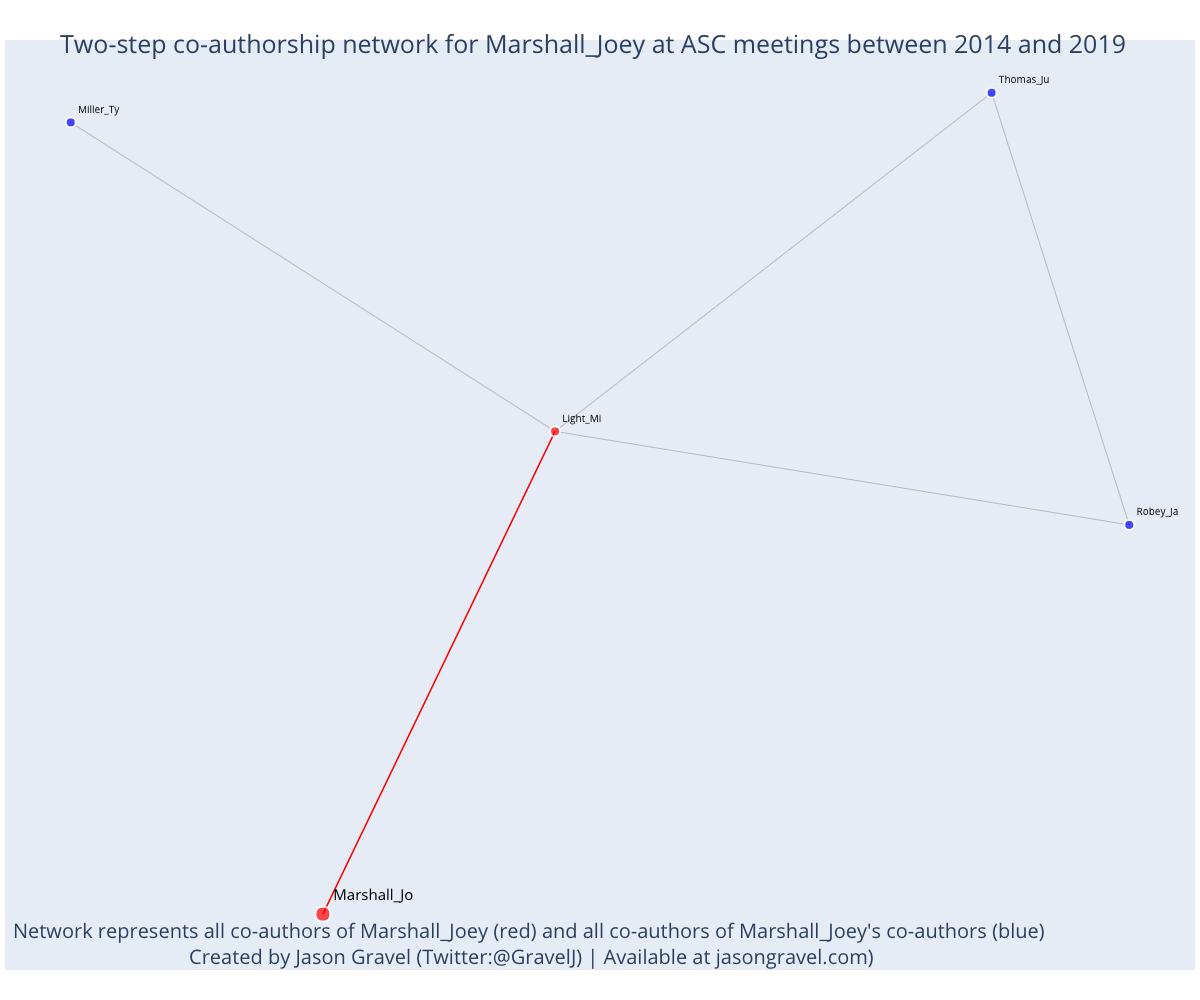 Two-step co-authorship network for Marshall_Joey at ASC meetings between 2014 and 2019
Thomas_Ju
Miller_Ty
Light_Mi
Robey_Ja
Marshall_Jo
Network represents all co-authors of Marshall_Joey (red) and all co-authors of Marshall_Joey's co-authors (blue)
Created by Jason Gravel (Twitter:@GravelJ) | Available at jasongravel.com)